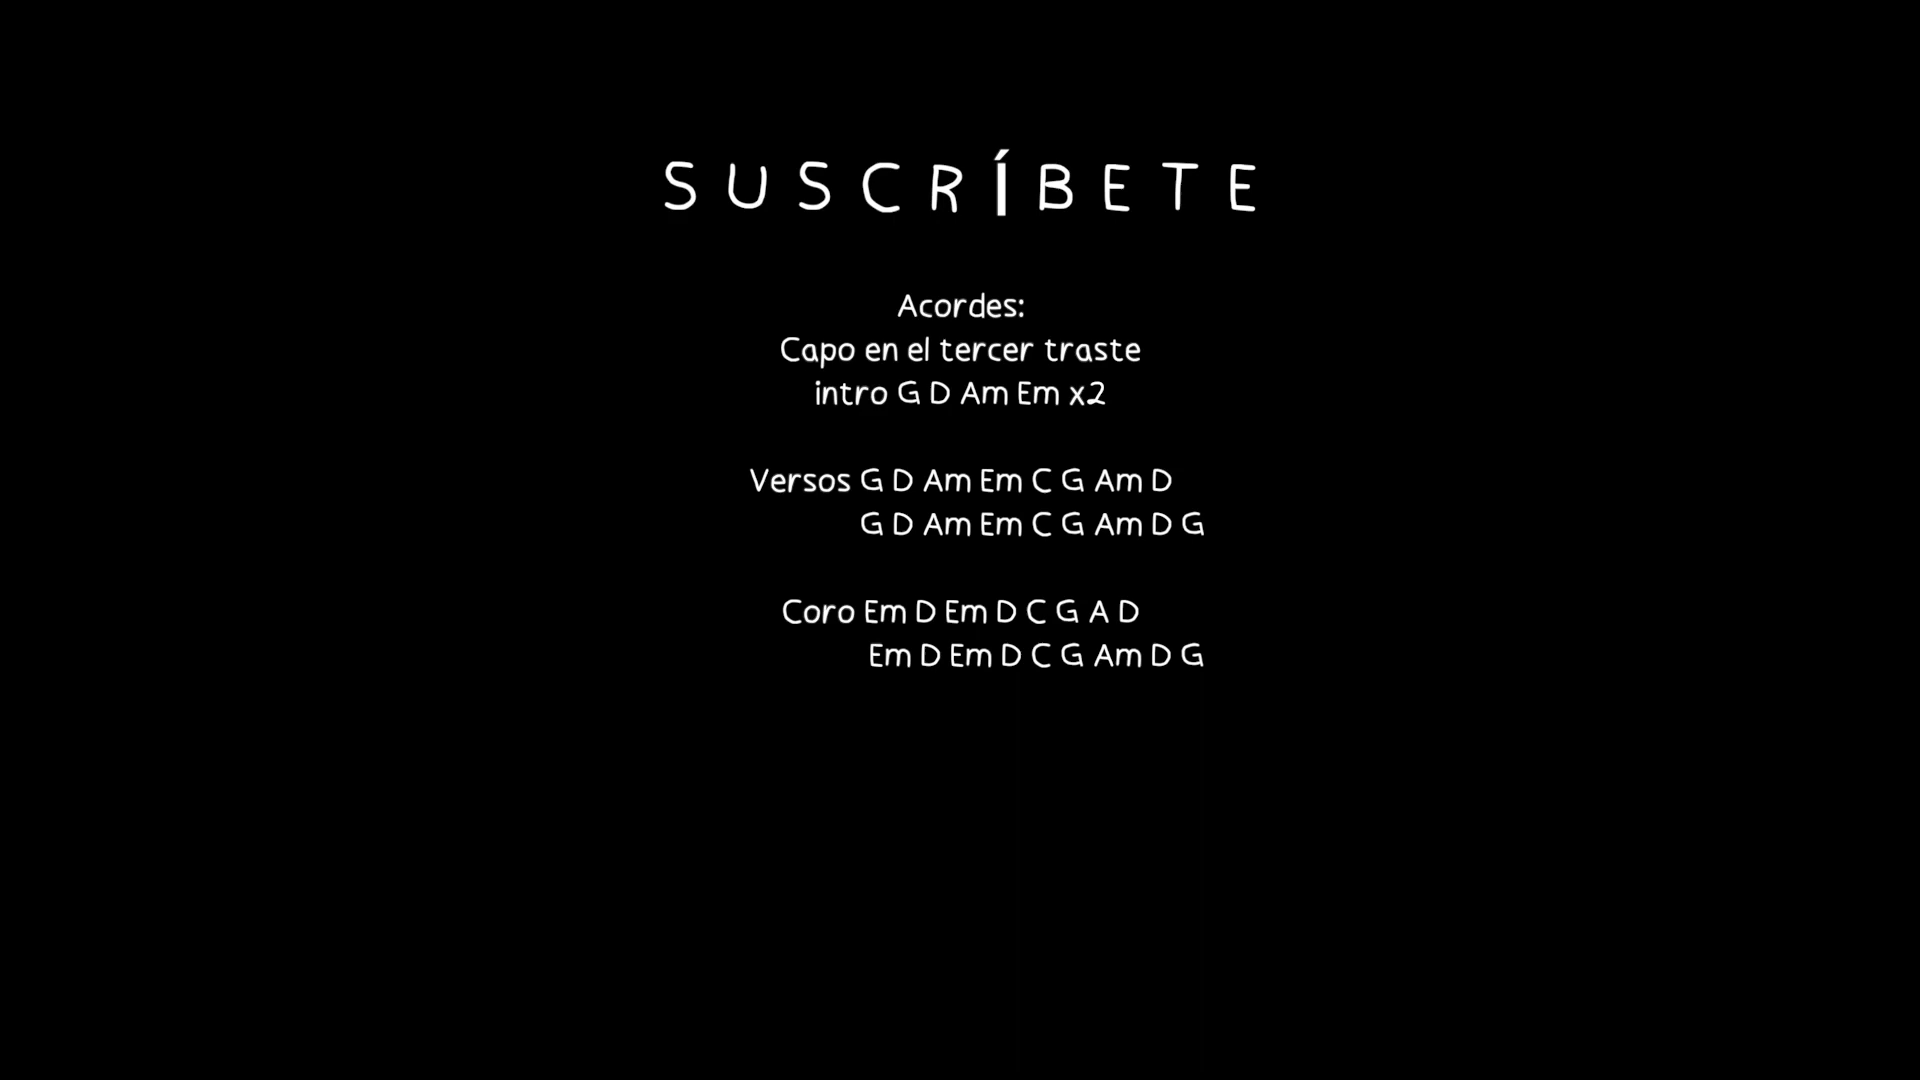 SUSCRÍBETE
Acordes:
Capo en el tercer traste
intro G D Am Em x2
Versos G D Am Em C G Am D
G D Am Em C G Am D G
Coro Em D Em D C G A D
Em D Em D C G Am D G